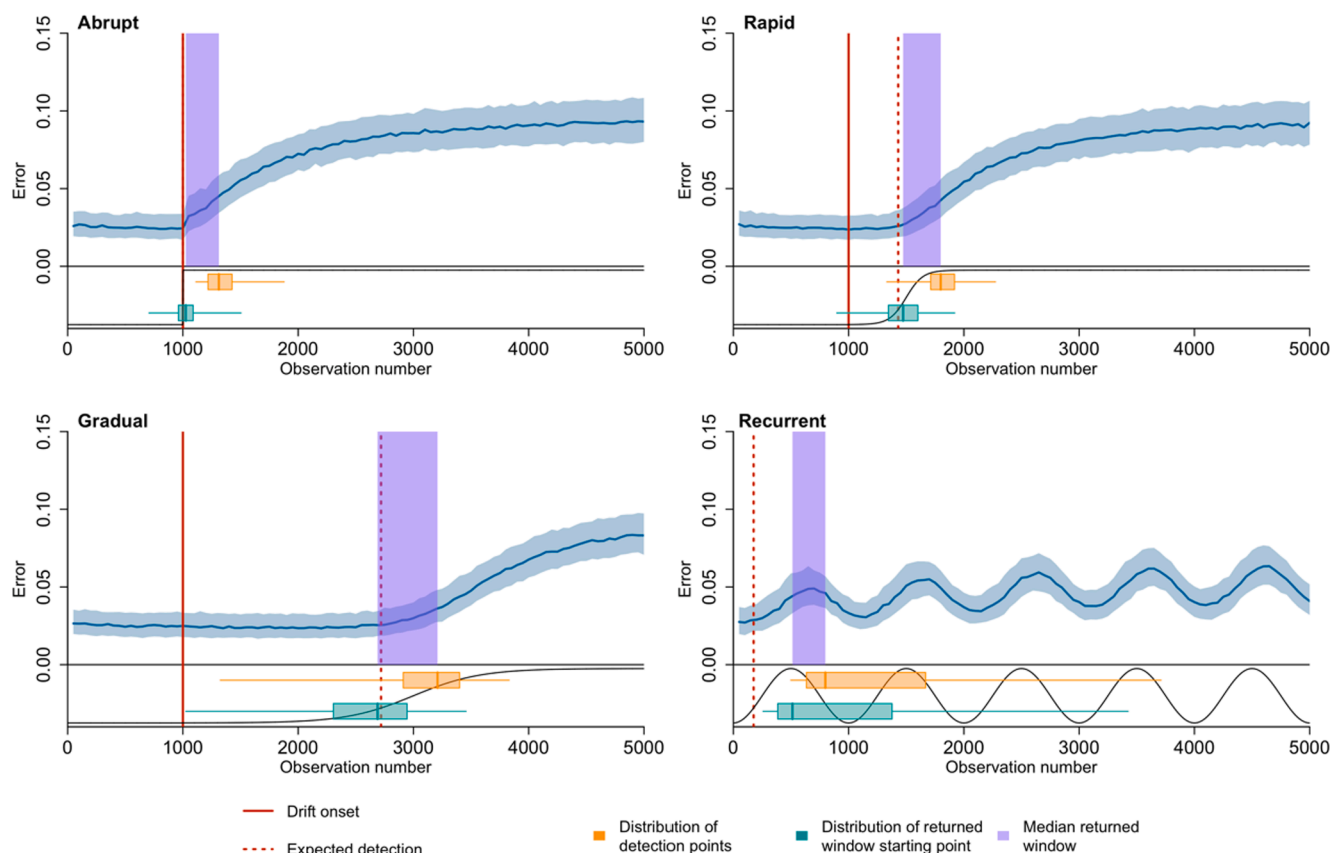 Abrupt
0.15
0.10
0.05
0.00
Error
0 1000 2000 3000 4000 5000
Observation number
Rapid
0.15
0.10
0.05
0.00
Error
0 1000 2000 3000 4000 5000
Observation number
Gradual
0.15
0.10
0.05
0.00
Error
0 1000 2000 3000 4000 5000
Observation number
Recurrent
0.15
0.10
0.05
0.00
Error
0 1000 2000 3000 4000 5000
Observation number
Drift onset
Expected detection
Distribution of
detection points
Distribution of returned
window starting point
Median returned
window